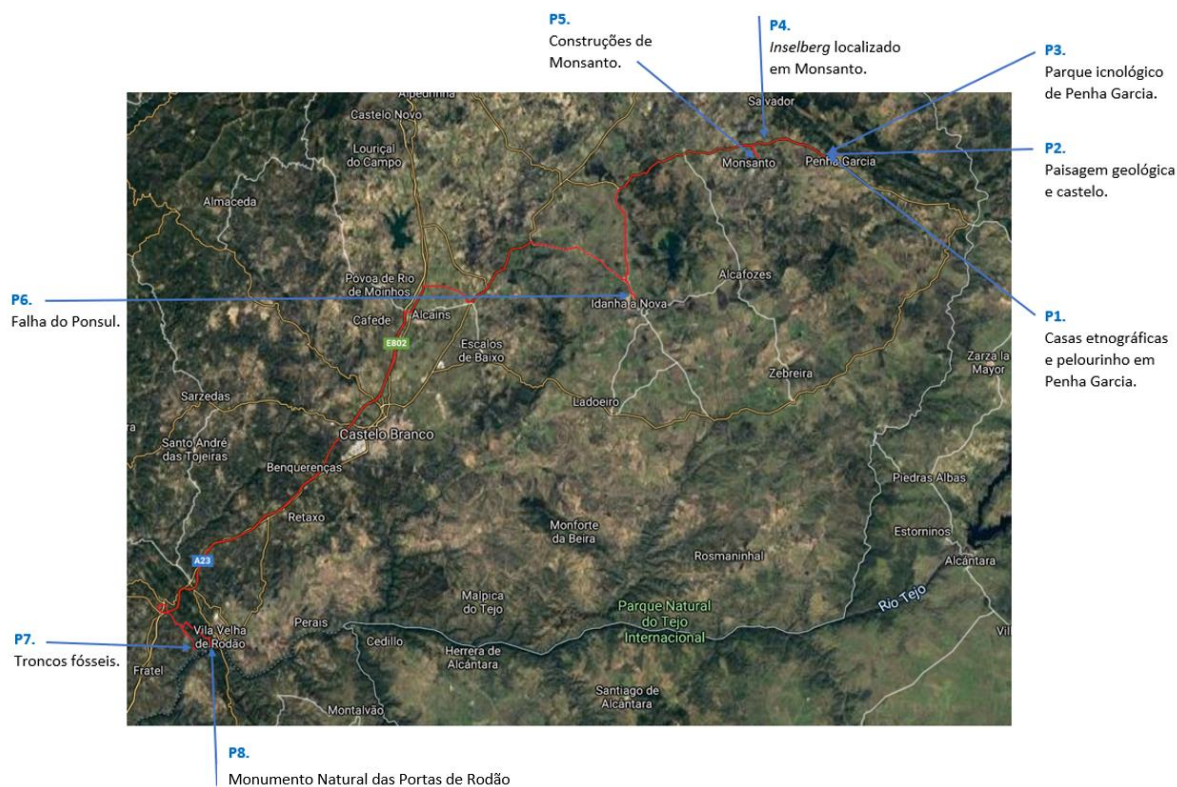 P5.
Construções de
Monsanto.
P4.
Inselberg localizado
em Monsanto.
P3.
Parque icnológico
de Penha Garcia.
P2.
Paisagem geológica
e castelo.
P1.
Casas etnográficas
e pelourinho em
Penha Garcia.
P6.
Falha do Ponsul.
P7.
Troncos fósseis.
P8.
Monumento Natural das Portas de Rodão
Alpedrinha
Castelo Novo
Salvador
Louriçal
do Campo
Monsanto
Penha Garcia
Almaceda
Póvoa de Rio
de Moinhos
Alcafozes
Idanha a Nova
Cafede
Alcains
E802
Escalos
de Baixo
Zarza la
Mayor
Zebreira
Sarzedas
Ladoeiro
Castelo Branco
Santo André
das Tojeiras
Benquerenças
Piedras Albas
Retaxo
Monforte
da Beira
Estorninos
Rosmaninhal
A23
Alcántara
Malpica
do Tejo
Rio Tejo
Parque Natural
do Tejo
Internacional
Perais
Vila Velha
de Rodão
Cedillo
Herrera de
Alcántara
Fratel
Santiago de
Alcántara
Montalvão